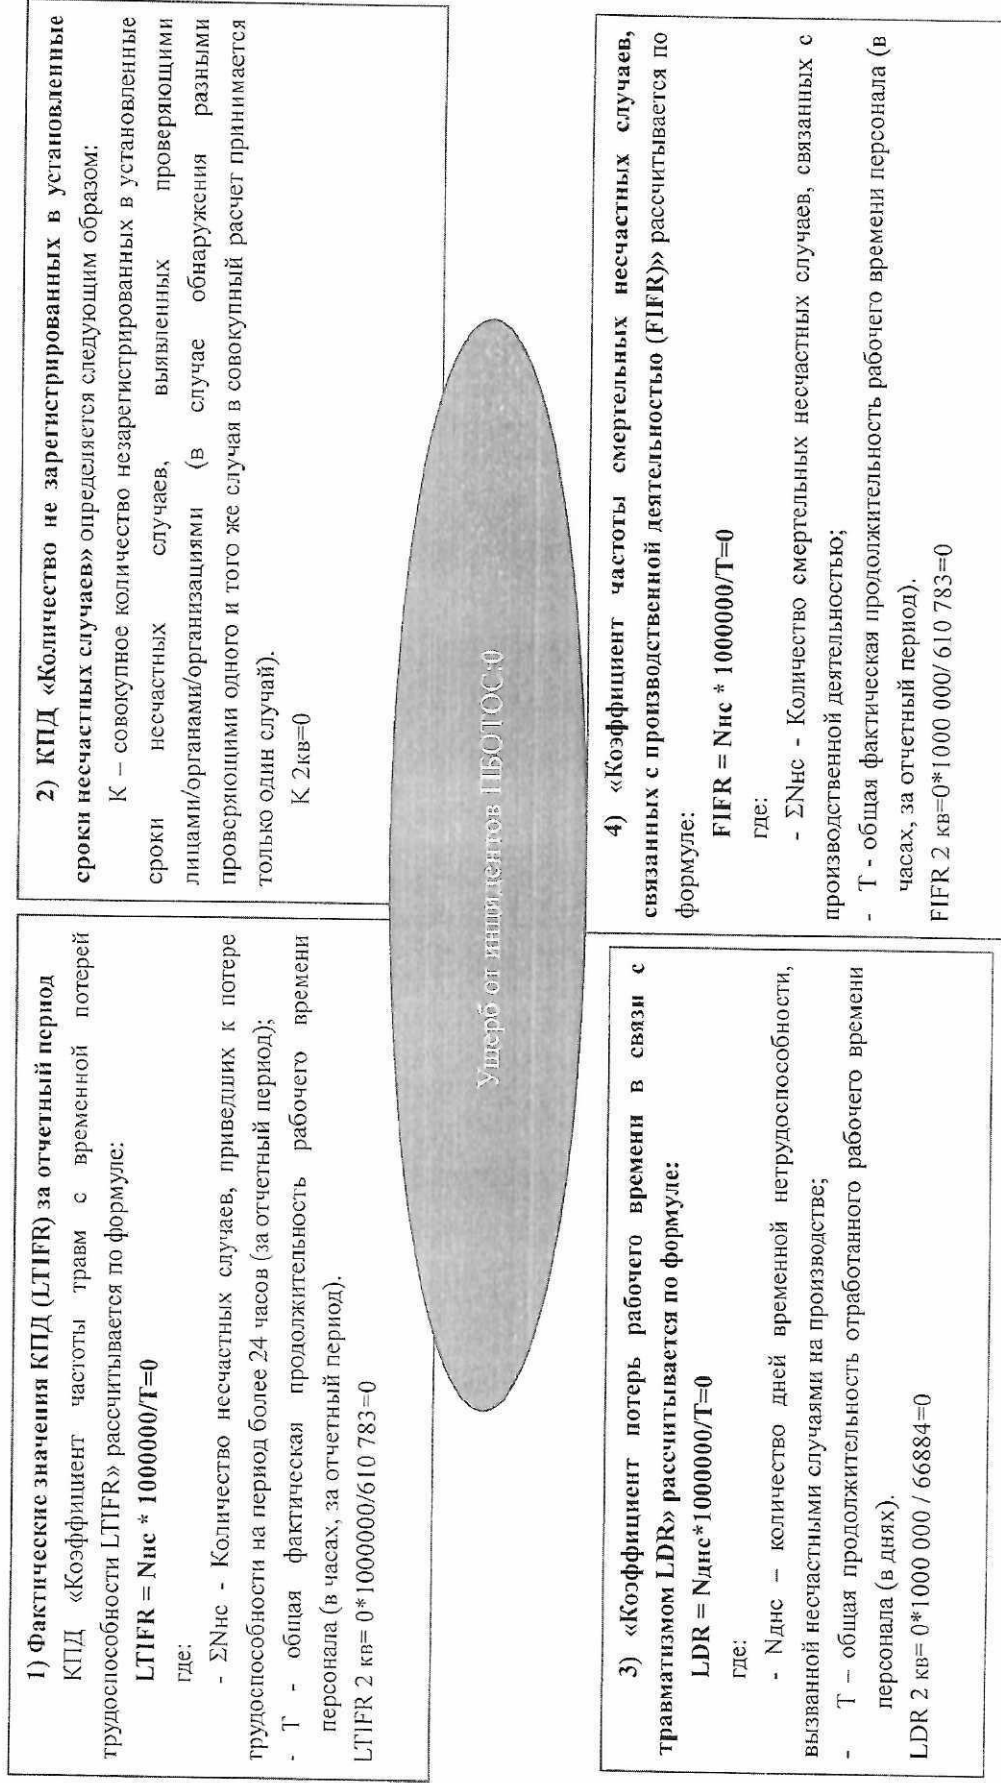 1) Фактические значения КПД (LTIFR) за отчетный период
КПД «Коэффициент частоты травм с временной потерей
трудоспособности LTIFR» рассчитывается по формуле:
LTIFR = Nнс * 1000000/T=0
где:
- ΣNнс - Количество несчастных случаев, приведших к потере
трудоспособности на период более 24 часов (за отчетный период);
- T - общая фактическая продолжительность рабочего времени
персонала (в часах, за отчетный период).
LTIFR 2 кв= 0*1000000/610 783=0
2) КПД «Количество не зарегистрированных в установленные
сроки несчастных случаев» определяется следующим образом:
К – совокупное количество незарегистрированных в установленные
сроки несчастных случаев, выявленных проверяющими
лицами/органами/организациями (в случае обнаружения разными
проверяющими одного и того же случая в совокупный расчет принимается
только один случай).
К 2кв=0
Ущерб от инцидентов ПБОТОС:0
3) «Коэффициент потерь рабочего времени в связи с
травматизмом LDR» рассчитывается по формуле:
LDR = Nднс*1000000/T=0
где:
- Nднс – количество дней временной нетрудоспособности,
вызванной несчастными случаями на производстве;
- T – общая продолжительность отработанного рабочего времени
персонала (в днях).
LDR 2 кв= 0*1000 000 / 66884=0
4) «Коэффициент частоты смертельных несчастных случаев,
связанных с производственной деятельностью (FIFR)» рассчитывается по
формуле:
FIFR = Nнс * 1000000/T=0
где:
- ΣNнс - Количество смертельных несчастных случаев, связанных с
производственной деятельностью;
- T - общая фактическая продолжительность рабочего времени персонала (в
часах, за отчетный период).
FIFR 2 кв=0*1000 000/ 610 783=0